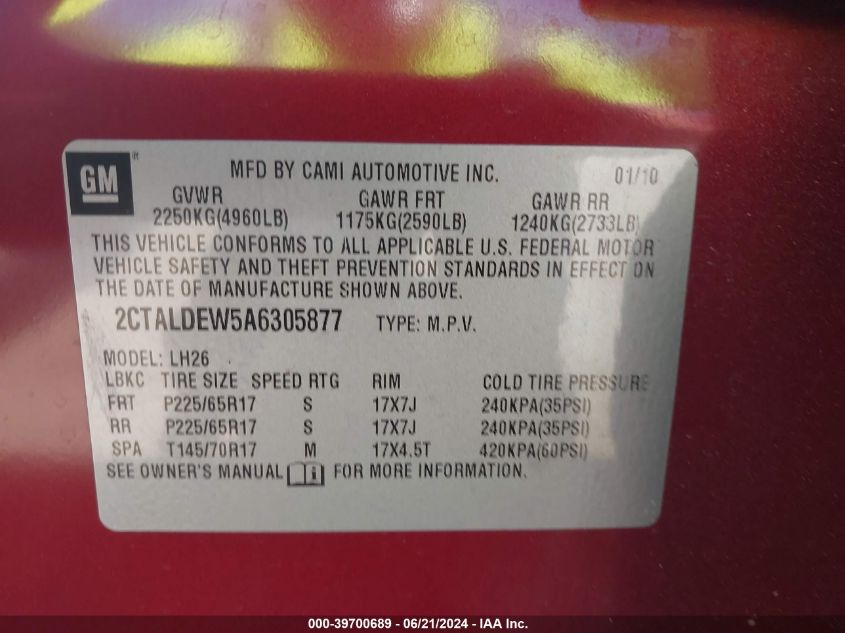 GM® MFD BY CAMI AUTOMOTIVE INC. 01/10
GVWR GAWR FRT GAWR RR
2250KG(4960LB) 1175KG(2590LB) 1240KG(2733LB)
THIS VEHICLE CONFORMS TO ALL APPLICABLE U.S. FEDERAL MOTOR
VEHICLE SAFETY AND THEFT PREVENTION STANDARDS IN EFFECT ON
THE DATE OF MANUFACTURE SHOWN ABOVE.
2CTALDEW5A6305877 TYPE: M.P.V.
MODEL: LH26
LBKC TIRE SIZE SPEED RTG RIM COLD TIRE PRESSURE
FRT P225/65R17 S 17X7J 240KPA(35PSI)
RR P225/65R17 S 17X7J 240KPA(35PSI)
SPA T145/70R17 M 17X4.5T 420KPA(60PSI)
SEE OWNER'S MANUAL i FOR MORE INFORMATION.
000-39700689 - 06/21/2024 - IAA Inc.